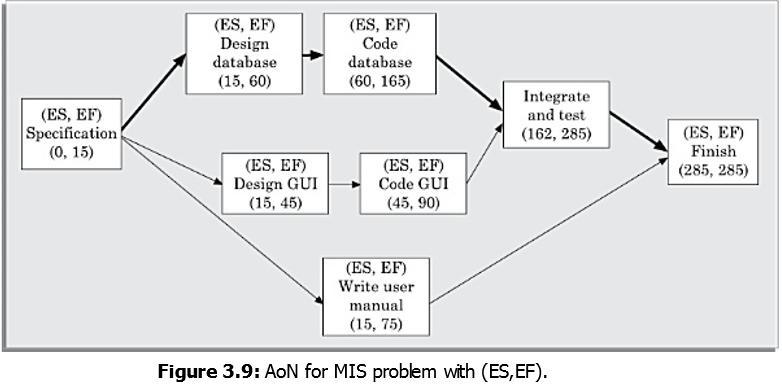 (ES, EF)
Specification
(0, 15)
(ES, EF)
Design
database
(15, 60)
(ES, EF)
Code
database
(60, 165)
(ES, EF)
Design GUI
(15, 45)
(ES, EF)
Code GUI
(45, 90)
(ES, EF)
Write user
manual
(15, 75)
Integrate
and test
(162, 285)
(ES, EF)
Finish
(285, 285)
Figure 3.9: AoN for MIS problem with (ES,EF).